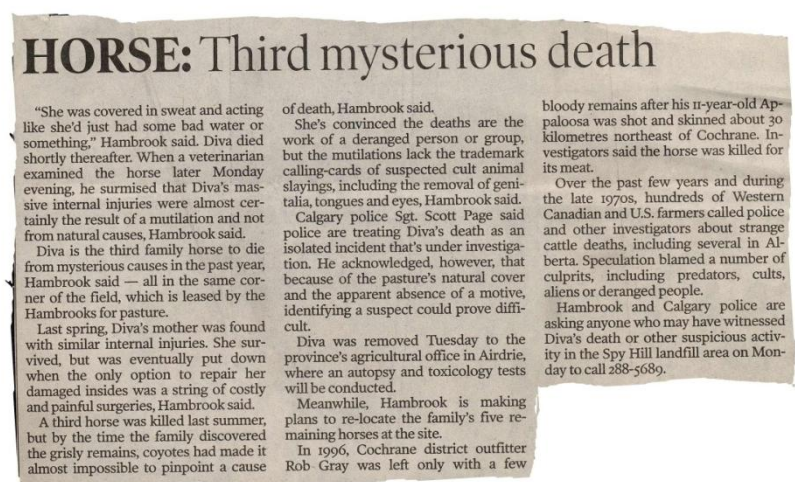 HORSE: Third mysterious death
“She was covered in sweat and acting
like she’d just had some bad water or
something,” Hambrook said. Diva died
shortly thereafter. When a veterinarian
examined the horse later Monday
evening, he surmised that Diva’s mas-
sive internal injuries were almost cer-
tainly the result of a mutilation and not
from natural causes, Hambrook said.
Diva is the third family horse to die
from mysterious causes in the past year,
Hambrook said — all in the same cor-
ner of the field, which is leased by the
Hambrooks for pasture.
Last spring, Diva’s mother was found
with similar internal injuries. She sur-
vived, but was eventually put down
when the only option to repair her
damaged insides was a string of costly
and painful surgeries, Hambrook said.
A third horse was killed last summer,
but by the time the family discovered
the grisly remains, coyotes had made it
almost impossible to pinpoint a cause
of death, Hambrook said.
She’s convinced the deaths are the
work of a deranged person or group,
but the mutilations lack the trademark
calling-cards of suspected cult animal
slayings, including the removal of geni-
talia, tongues and eyes, Hambrook said.
Calgary police Sgt. Scott Page said
police are treating Diva’s death as an
isolated incident that’s under investiga-
tion. He acknowledged, however, that
because of the pasture’s natural cover
and the apparent absence of a motive,
identifying a suspect could prove diffi-
cult.
Diva was removed Tuesday to the
province’s agricultural office in Airdrie,
where an autopsy and toxicology tests
will be conducted.
Meanwhile, Hambrook is making
plans to re-locate the family’s five re-
maining horses at the site.
In 1996, Cochrane district outfitter
Rob Gray was left only with a few
bloody remains after his 11-year-old Ap-
paloosa was shot and skinned about 30
kilometres northeast of Cochrane. In-
vestigators said the horse was killed for
its meat.
Over the past few years and during
the late 1970s, hundreds of Western
Canadian and U.S. farmers called police
and other investigators about strange
cattle deaths, including several in Al-
berta. Speculation blamed a number of
culprits, including predators, cults,
aliens or deranged people.
Hambrook and Calgary police are
asking anyone who may have witnessed
Diva’s death or other suspicious activ-
ity in the Spy Hill landfill area on Mon-
day to call 288-5689.